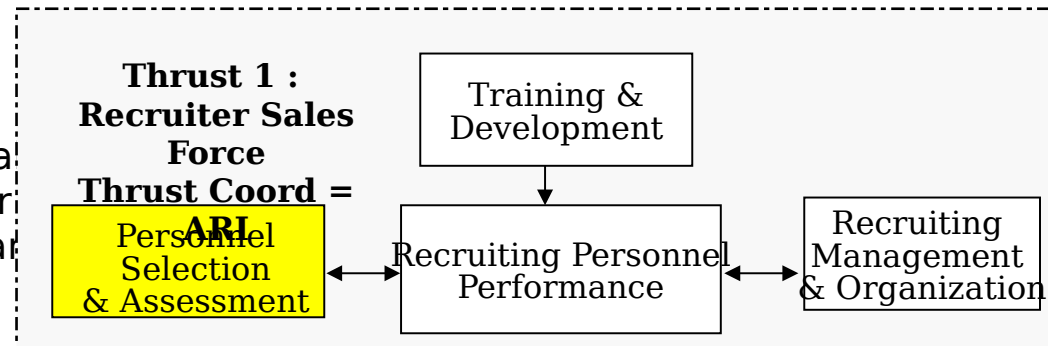 Thrust 1 :
Recruiter Sales
Force
Thrust Coord =
ARI
Training &
Development
Personnel
Selection
& Assessment
Recruiting Personnel
Performance
Recruiting
Management
& Organization